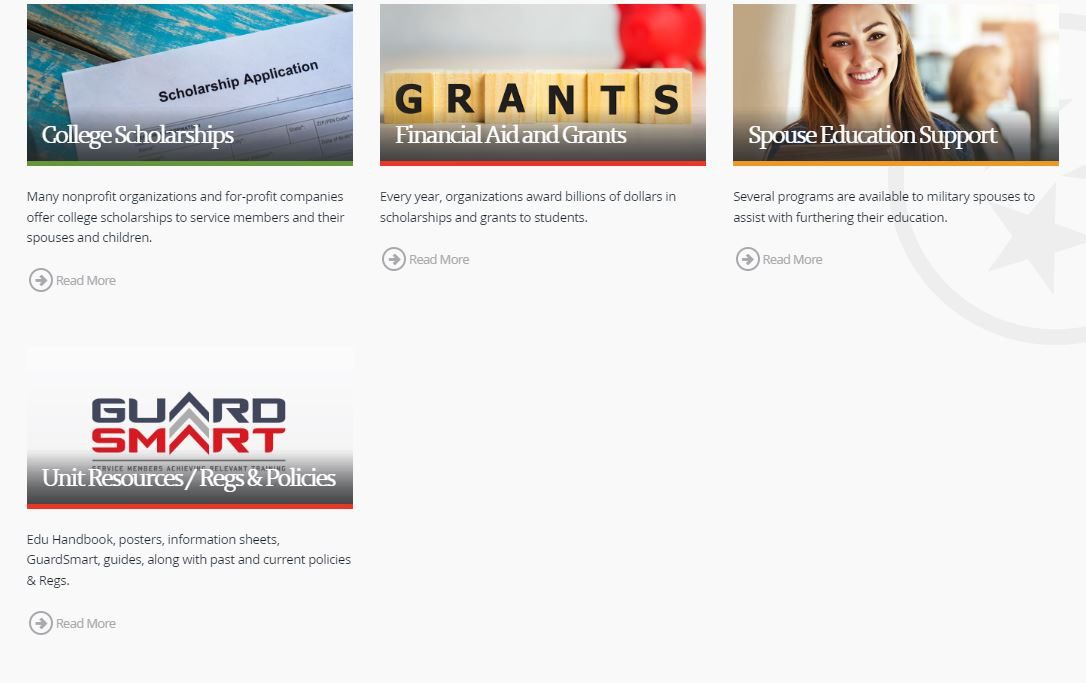 Scholarship Application
State*
ZIP/PEN Code*
College Scholarships
Many nonprofit organizations and for-profit companies
offer college scholarships to service members and their
spouses and children.
Read More
GRANTS
Financial Aid and Grants
Every year, organizations award billions of dollars in
scholarships and grants to students.
Read More
Spouse Education Support
Several programs are available to military spouses to
assist with furthering their education.
Read More
GUARD
SMART
SERVICE MEMBERS ACHIEVING RELEVANT TRAINING
Unit Resources / Regs & Policies
Edu Handbook, posters, information sheets,
GuardSmart, guides, along with past and current policies
& Regs.
Read More